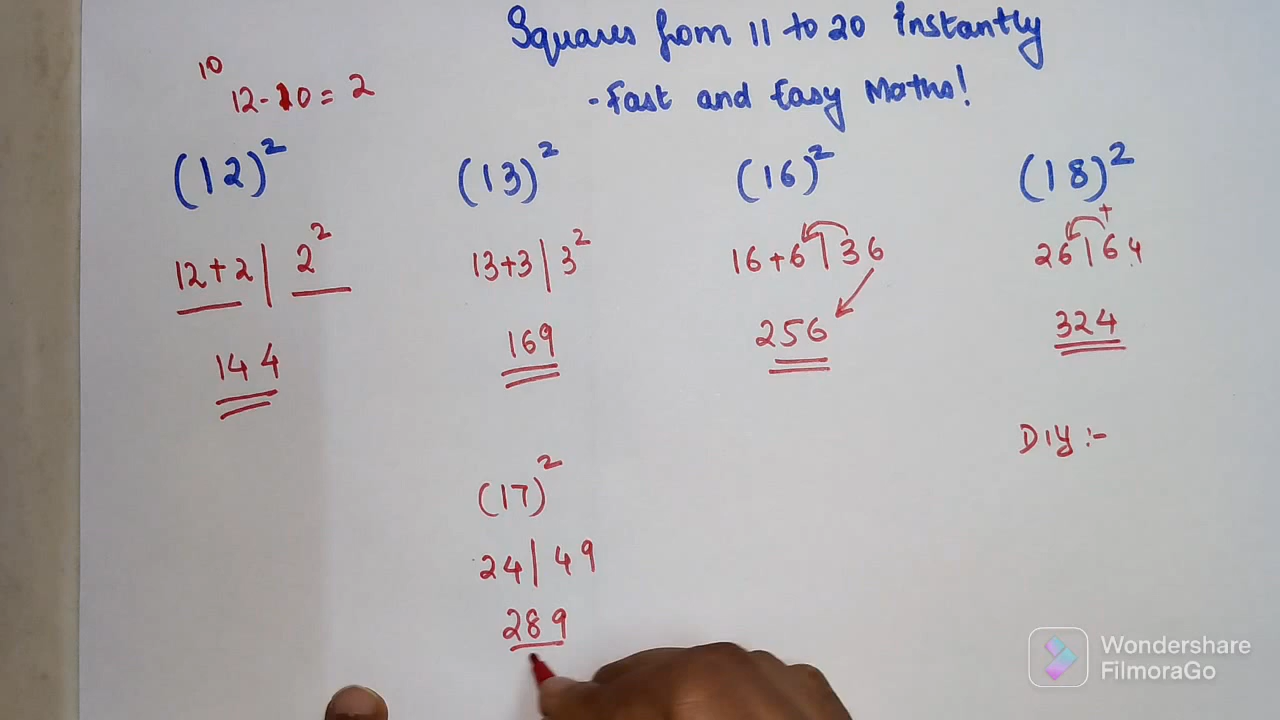 Squares from 11 to 20 Instantly
- Fast and Easy Maths!
10
12-10 = 2
(12)²
12+2 | 2²
144
(13)²
13+3 | 3²
169
(16)²
16+6 | 36
256
(18)²
+
26 | 64
324
(17)²
24 | 49
289
DIY :-
Wondershare
FilmoraGo